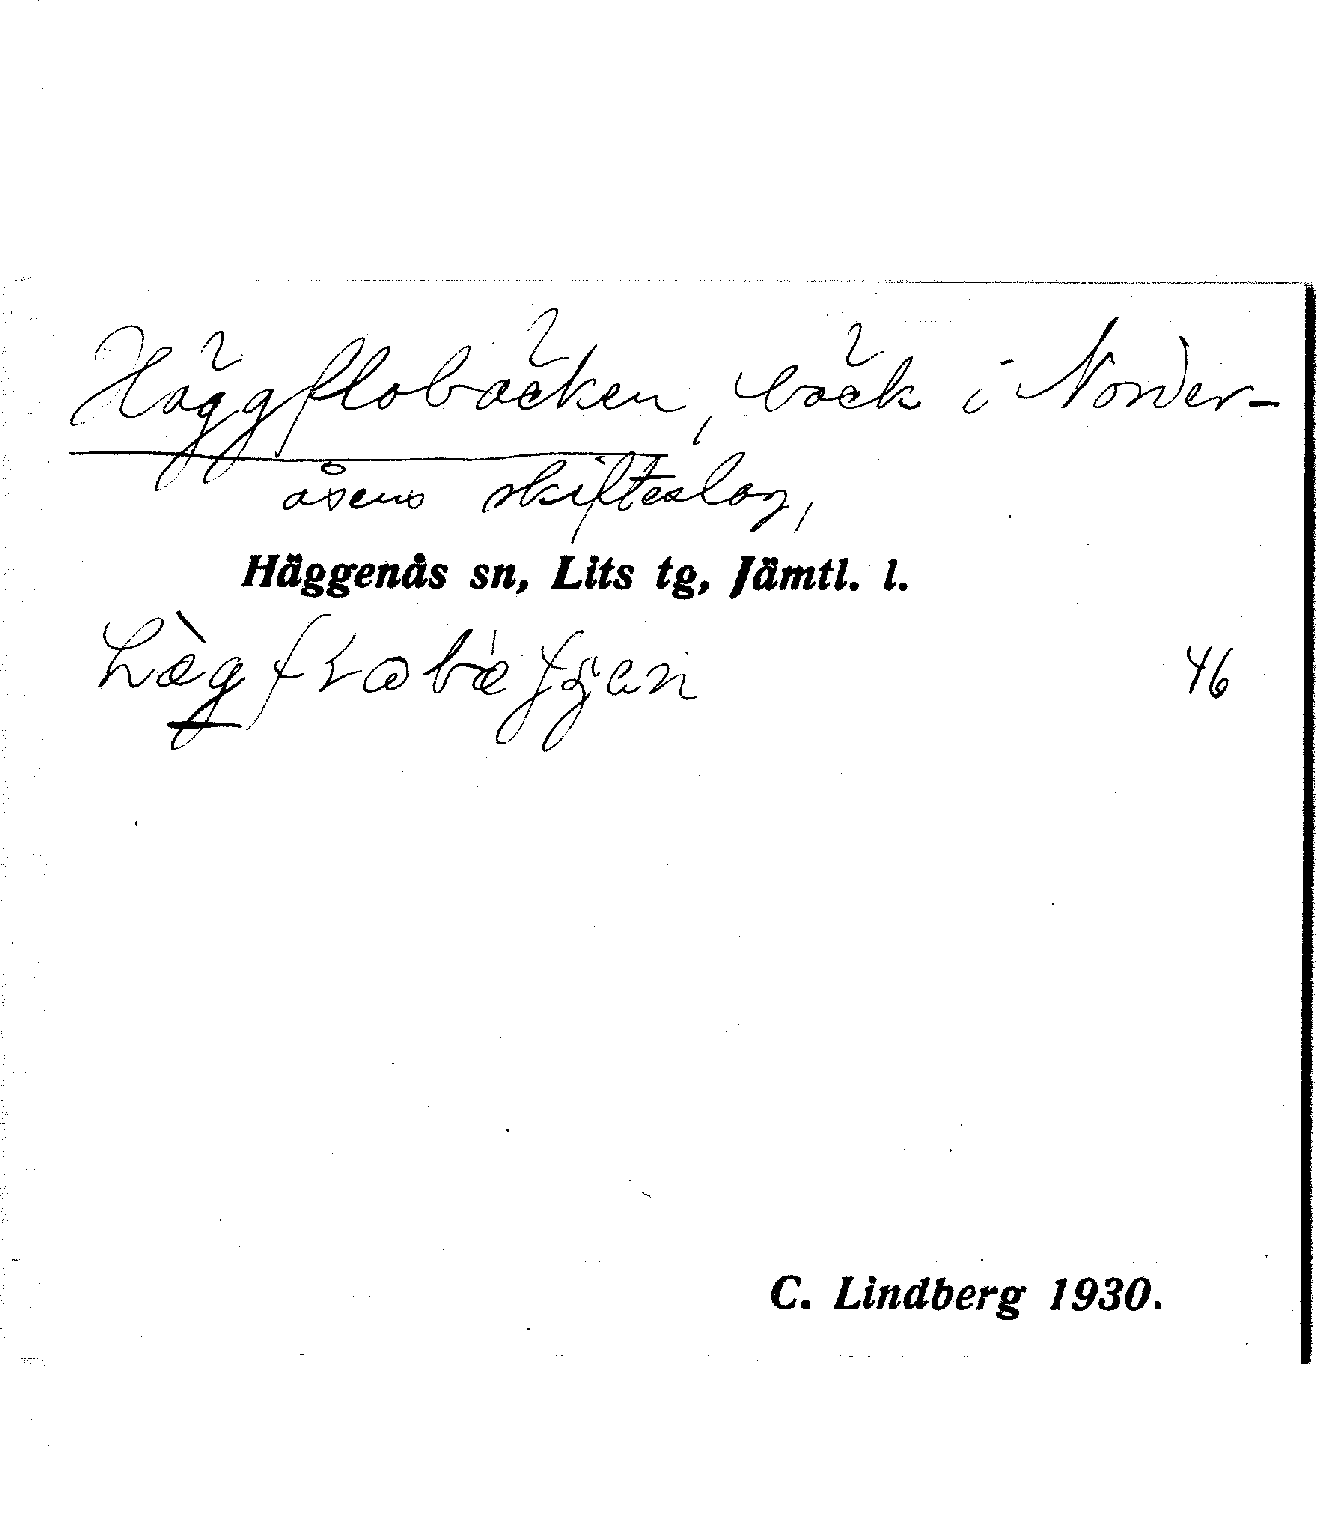 Häggflobäcken, bäck i Norder-
åsens skifteslag,
Häggenås sn, Lits tg, Jämtl. l.
46
C. Lindberg 1930.